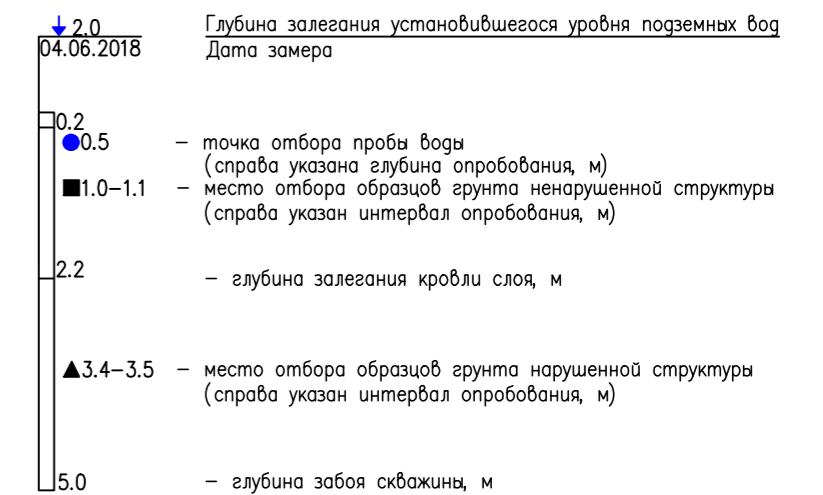 2.0 Глубина залегания установившегося уровня подземных вод
04.06.2018 Дата замера
0.2
0.5 – точка отбора пробы воды
(справа указана глубина опробования, м)
1.0–1.1 – место отбора образцов грунта ненарушенной структуры
(справа указан интервал опробования, м)
2.2 – глубина залегания кровли слоя, м
3.4–3.5 – место отбора образцов грунта нарушенной структуры
(справа указан интервал опробования, м)
5.0 – глубина забоя скважины, м